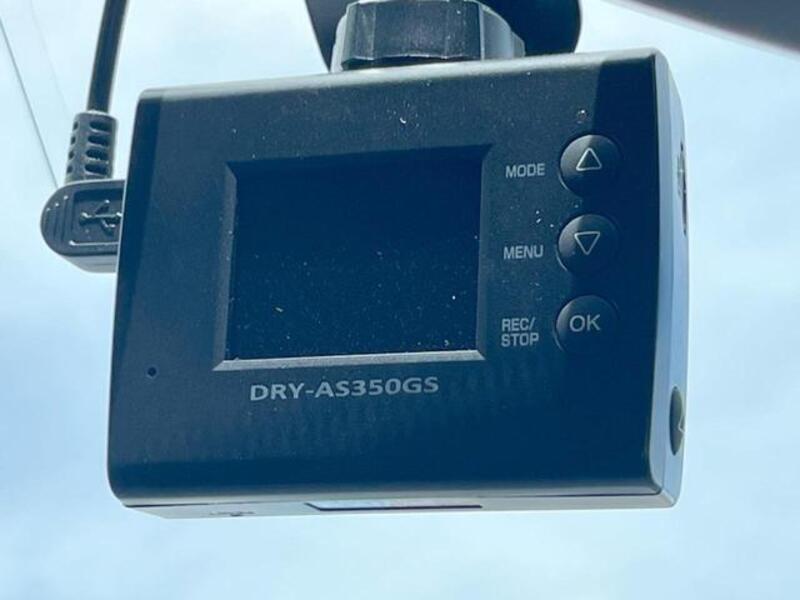 MODE
MENU
REC/
STOP
OK
DRY-AS350GS